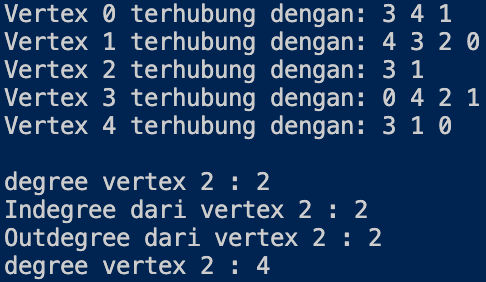 Vertex 0 terhubung dengan: 3 4 1
Vertex 1 terhubung dengan: 4 3 2 0
Vertex 2 terhubung dengan: 3 1
Vertex 3 terhubung dengan: 0 4 2 1
Vertex 4 terhubung dengan: 3 1 0
degree vertex 2 : 2
Indegree dari vertex 2 : 2
Outdegree dari vertex 2 : 2
degree vertex 2 : 4